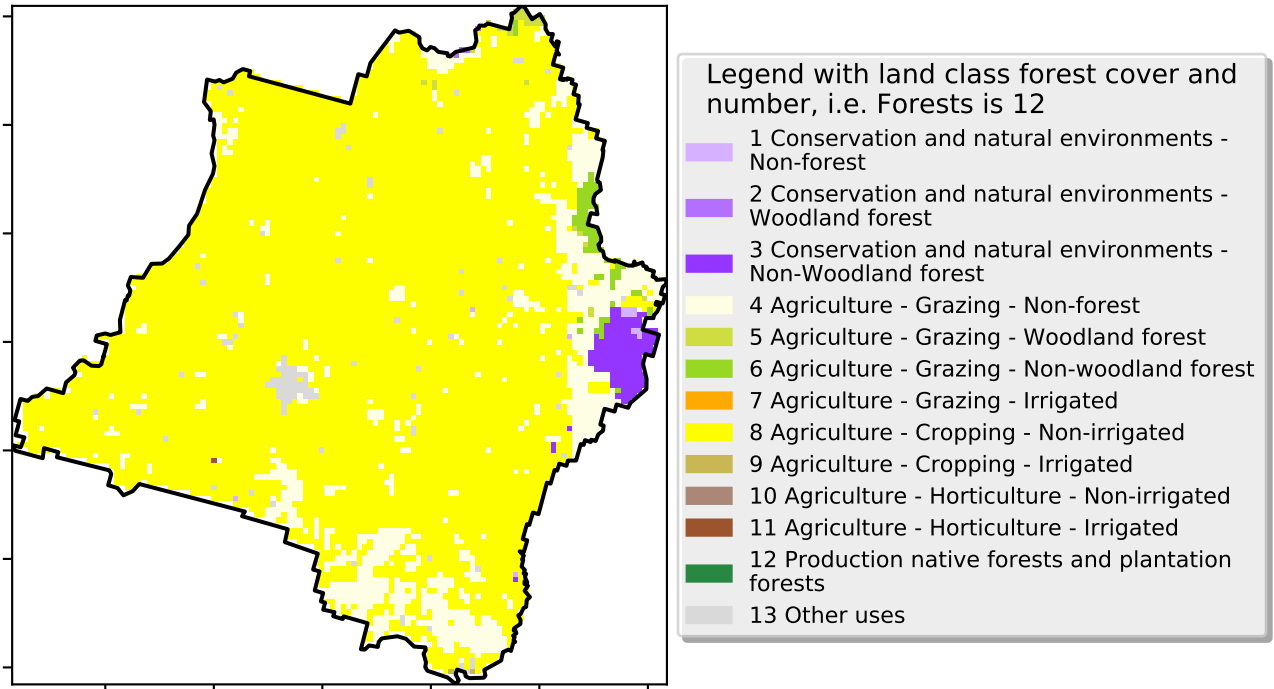 Legend with land class forest cover and
number, i.e. Forests is 12
1 Conservation and natural environments -
Non-forest
2 Conservation and natural environments -
Woodland forest
3 Conservation and natural environments -
Non-Woodland forest
4 Agriculture - Grazing - Non-forest
5 Agriculture - Grazing - Woodland forest
6 Agriculture - Grazing - Non-woodland forest
7 Agriculture - Grazing - Irrigated
8 Agriculture - Cropping - Non-irrigated
9 Agriculture - Cropping - Irrigated
10 Agriculture - Horticulture - Non-irrigated
11 Agriculture - Horticulture - Irrigated
12 Production native forests and plantation
forests
13 Other uses